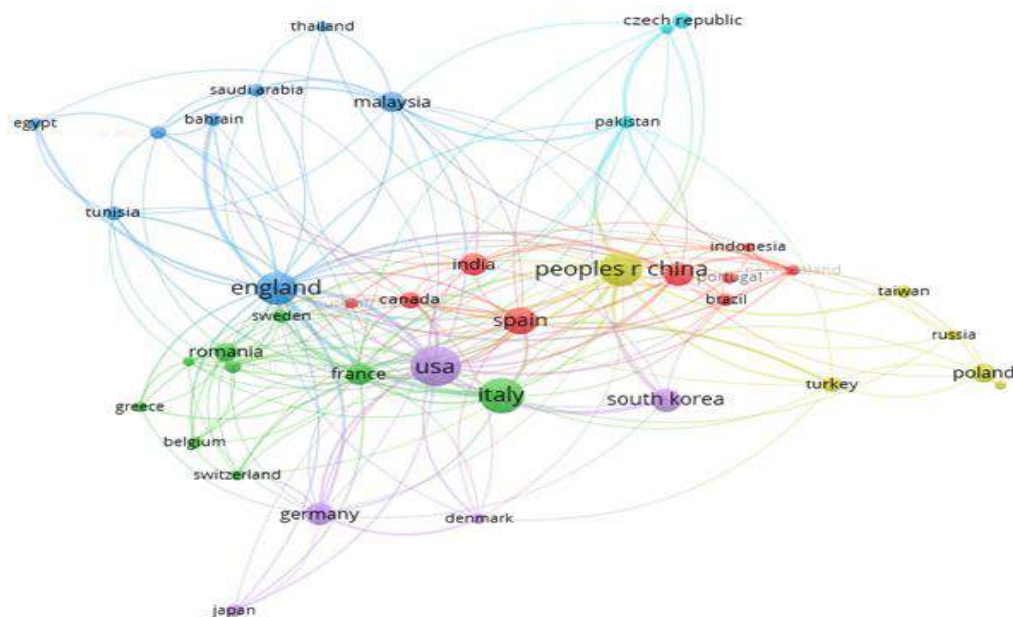 thailand
czech republic
saudi arabia
malaysia
egypt
bahrain
pakistan
tunisia
indonesia
india
peoples r china
portugal
england
canada
brazil
taiwan
sweden
spain
romania
russia
france
usa
poland
turkey
italy
south korea
greece
belgium
switzerland
germany
denmark
japan